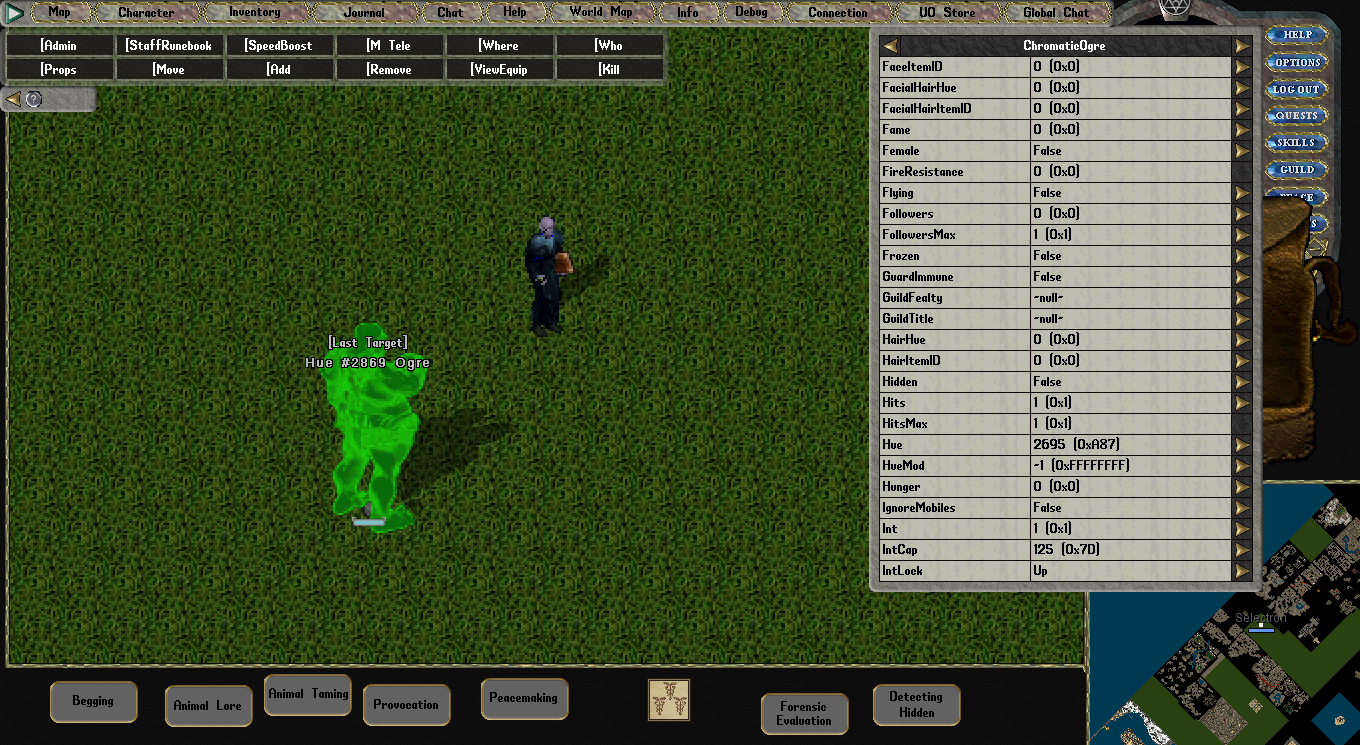 Map Character Inventory Journal Chat Help World Map Info Debug Connection UO Store Global Chat
[Admin [StaffRunebook [SpeedBoost [M Tele [Where [Who
[Props [Move [Add [Remove [ViewEquip [Kill
?
ChromaticOgre
FaceItemID 0 (0x0)
FacialHairHue 0 (0x0)
FacialHairItemID 0 (0x0)
Fame 0 (0x0)
Female False
FireResistance 0 (0x0)
Flying False
Followers 0 (0x0)
FollowersMax 1 (0x1)
Frozen False
GuardImmune False
GuildFealty -null-
GuildTitle -null-
HairHue 0 (0x0)
HairItemID 0 (0x0)
Hidden False
Hits 1 (0x1)
HitsMax 1 (0x1)
Hue 2695 (0xA87)
HueMod -1 (0xFFFFFFFF)
Hunger 0 (0x0)
IgnoreMobiles False
Int 1 (0x1)
IntCap 125 (0x7D)
IntLock Up
HELP
OPTIONS
LOG OUT
QUESTS
SKILLS
GUILD
[Last Target]
Hue #2869 Ogre
Selectron
Begging
Animal Lore
Animal Taming
Provocation
Peacemaking
Forensic
Evaluation
Detecting
Hidden